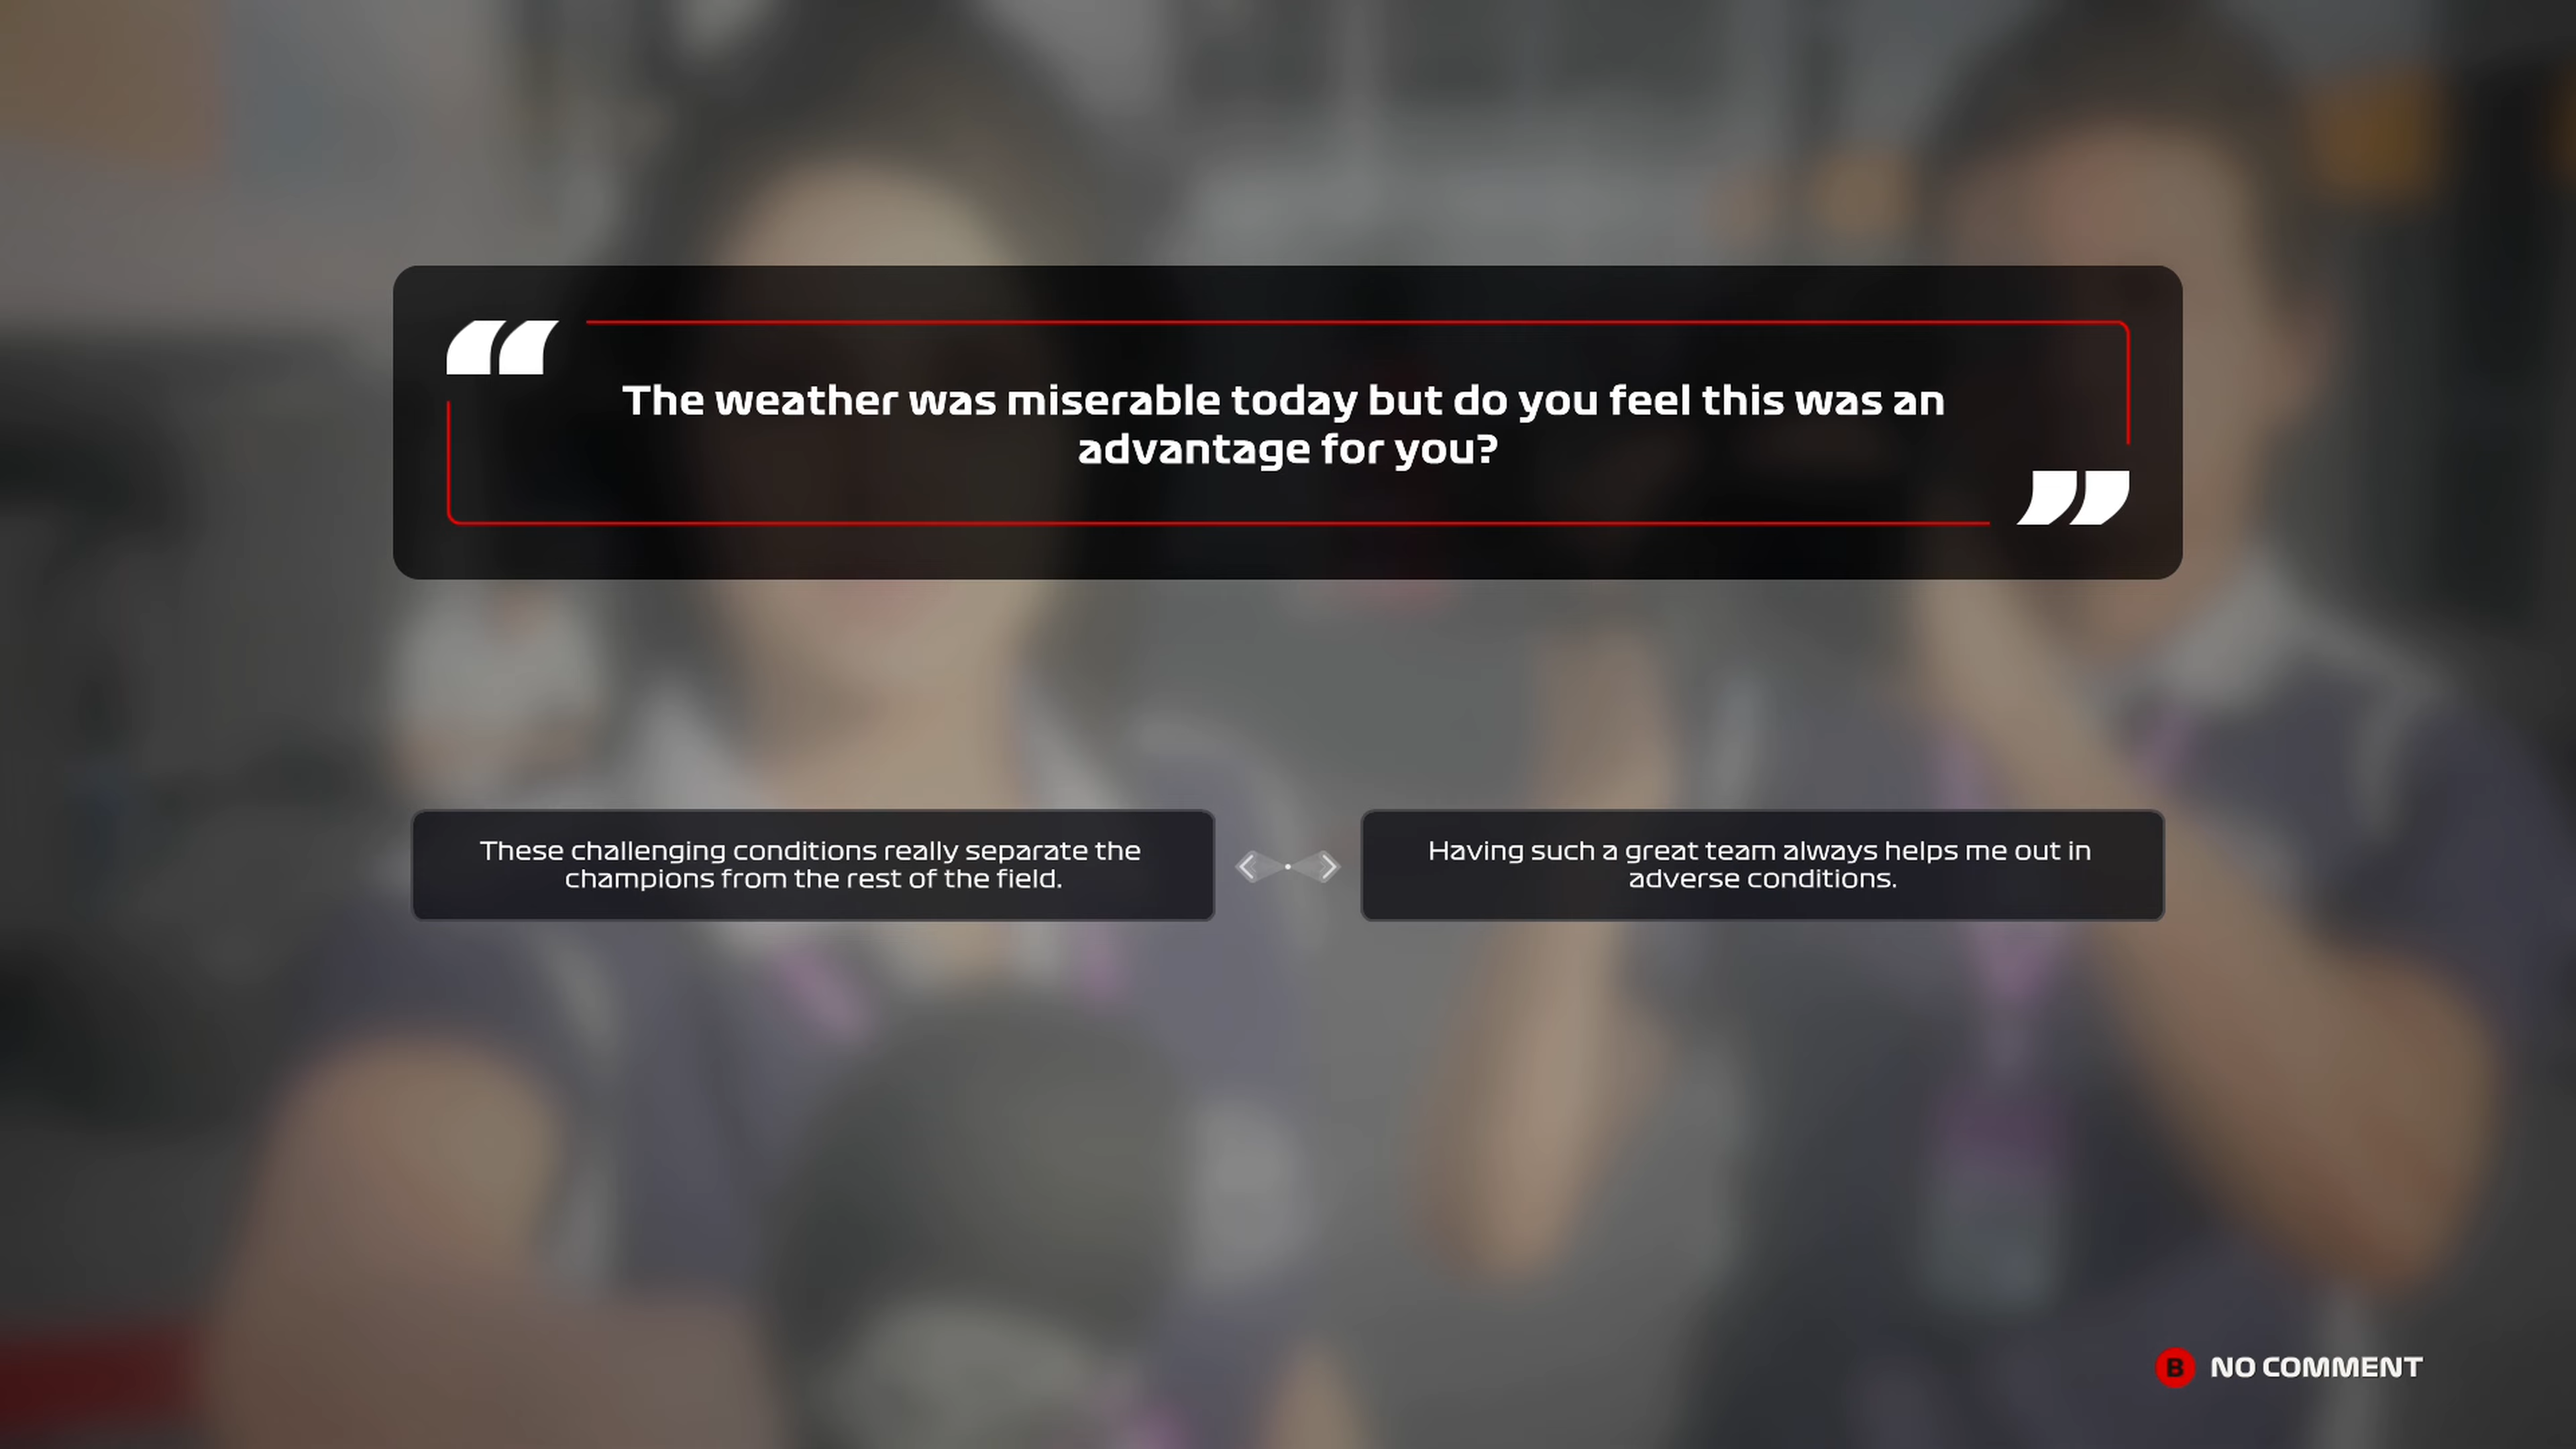 The weather was miserable today but do you feel this was an
advantage for you?
These challenging conditions really separate the
champions from the rest of the field.
Having such a great team always helps me out in
adverse conditions.
B NO COMMENT